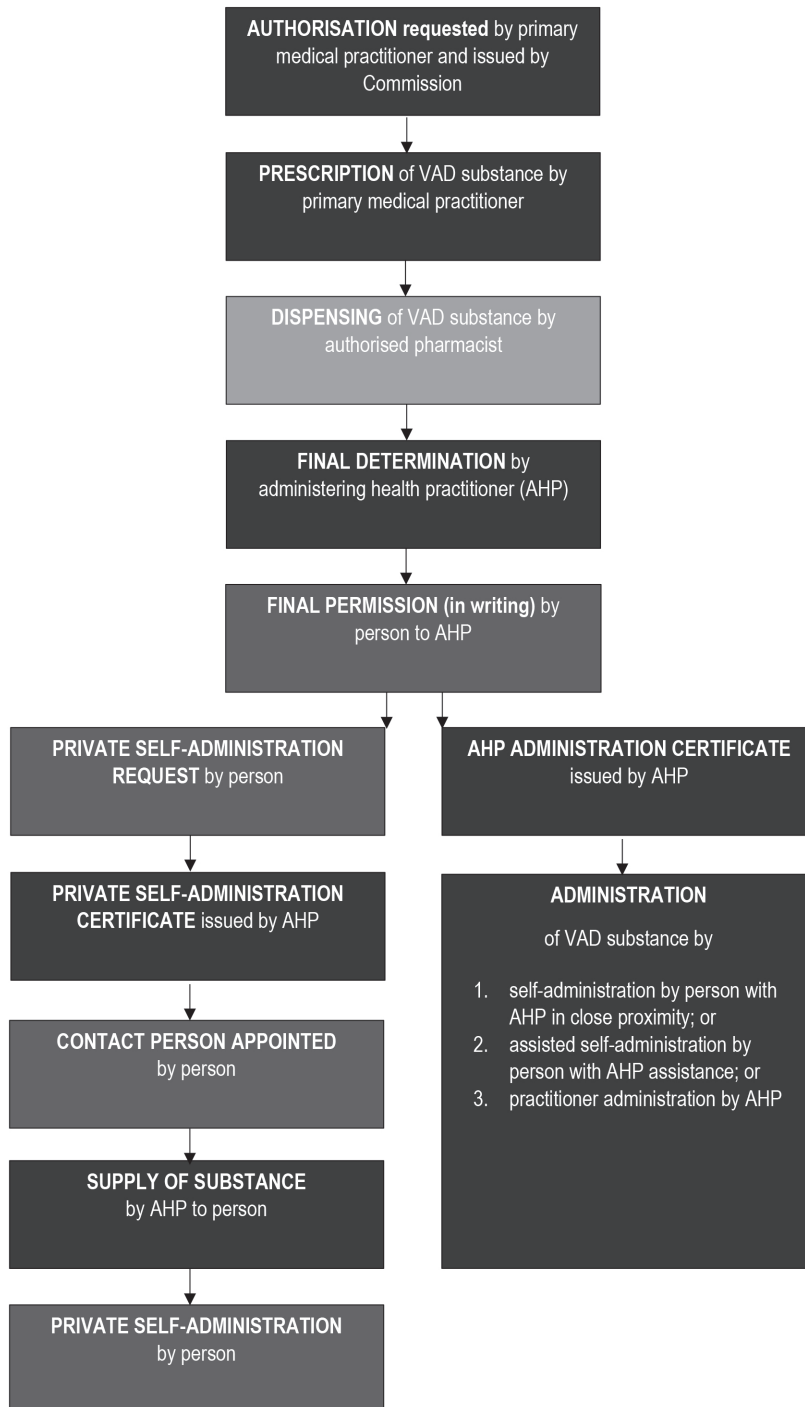 AUTHORISATION requested by primary
medical practitioner and issued by
Commission
PRESCRIPTION of VAD substance by
primary medical practitioner
DISPENSING of VAD substance by
authorised pharmacist
FINAL DETERMINATION by
administering health practitioner (AHP)
FINAL PERMISSION (in writing) by
person to AHP
PRIVATE SELF-ADMINISTRATION
REQUEST by person
PRIVATE SELF-ADMINISTRATION
CERTIFICATE issued by AHP
CONTACT PERSON APPOINTED
by person
SUPPLY OF SUBSTANCE
by AHP to person
PRIVATE SELF-ADMINISTRATION
by person
AHP ADMINISTRATION CERTIFICATE
issued by AHP
ADMINISTRATION
of VAD substance by
1. self-administration by person with
AHP in close proximity; or
2. assisted self-administration by
person with AHP assistance; or
3. practitioner administration by AHP